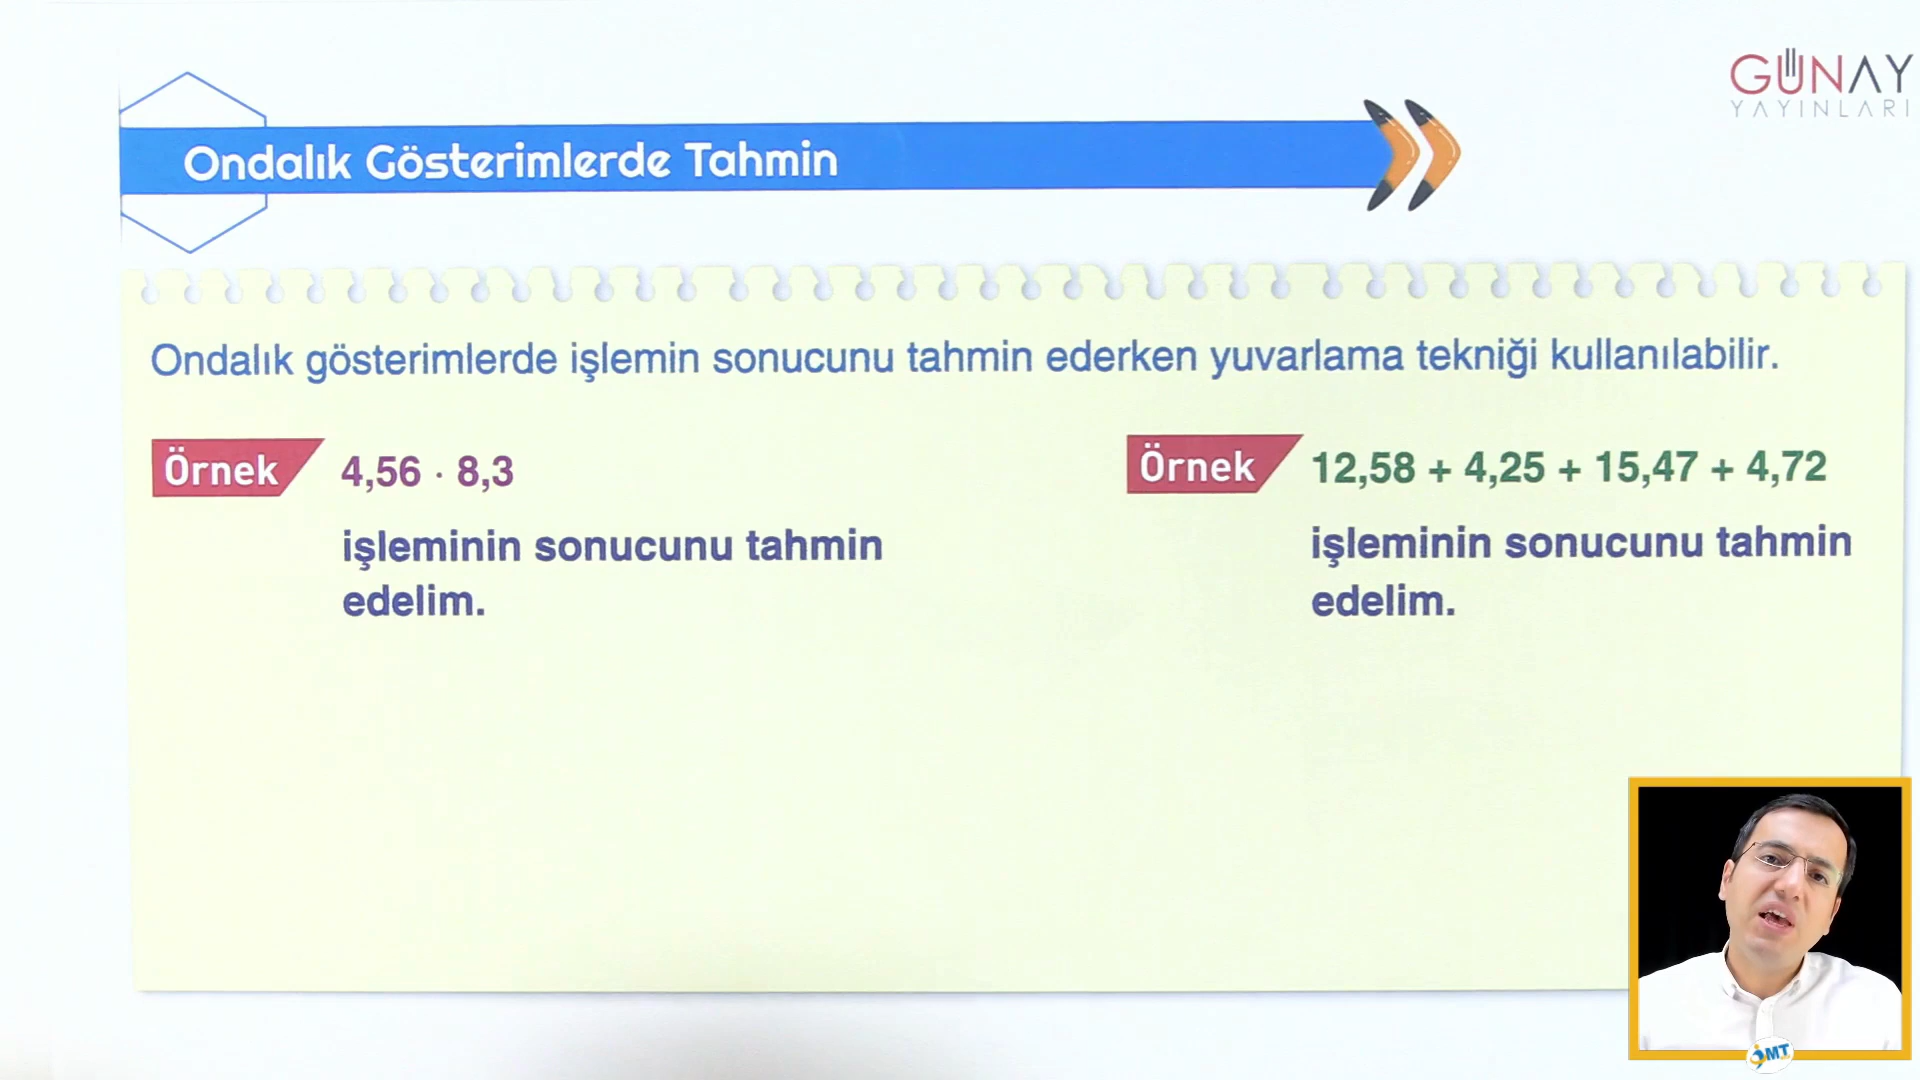 GÜNAY
YAYINLARI
Ondalık Gösterimlerde Tahmin
Ondalık gösterimlerde işlemin sonucunu tahmin ederken yuvarlama tekniği kullanılabilir.
Örnek 4,56 · 8,3
işleminin sonucunu tahmin
edelim.
Örnek 12,58 + 4,25 + 15,47 + 4,72
işleminin sonucunu tahmin
edelim.
MT